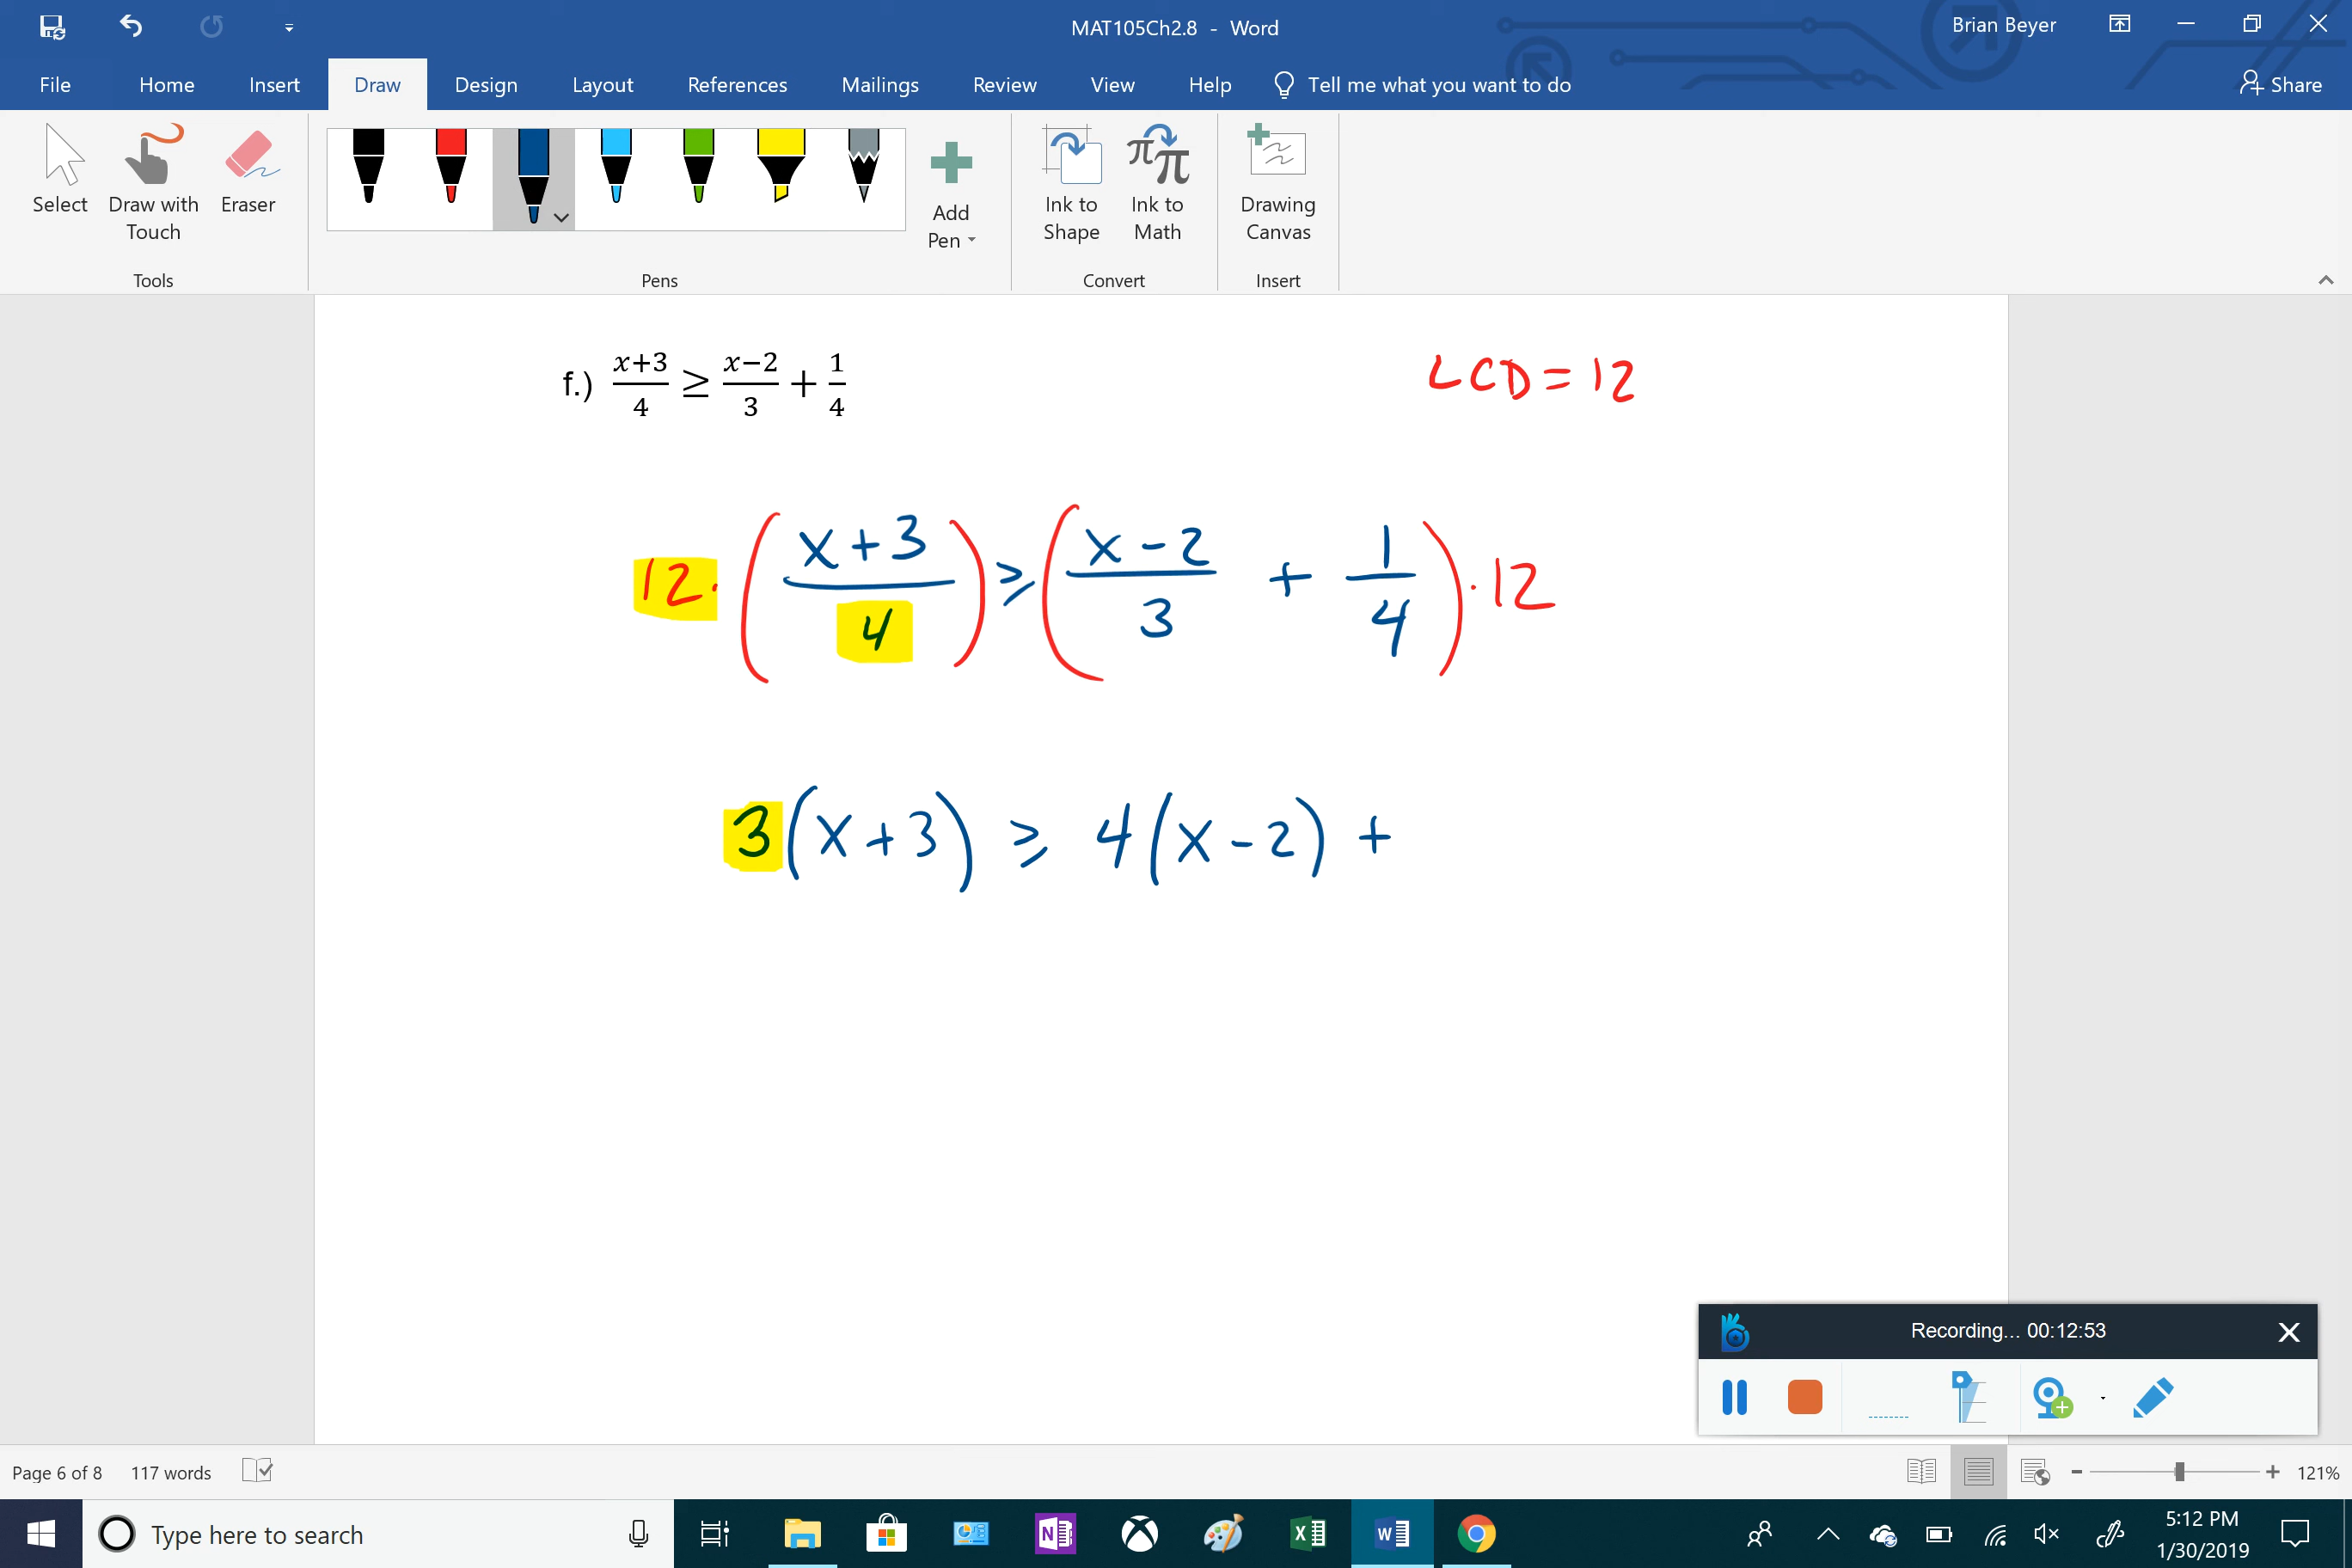 MAT105Ch2.8 - Word
Brian Beyer
File Home Insert Draw Design Layout References Mailings Review View Help Tell me what you want to do Share
Select Draw with Touch Eraser
Add Pen
Ink to Shape
Ink to Math
Drawing Canvas
Tools Pens Convert Insert
f.) (x+3)/4 ≥ (x−2)/3 + 1/4
LCD = 12
12 · ((x+3)/4) ≥ ((x-2)/3 + 1/4) · 12
3(x+3) ≥ 4(x-2) +
Recording... 00:12:53
Page 6 of 8 117 words
121%
Type here to search
5:12 PM
1/30/2019